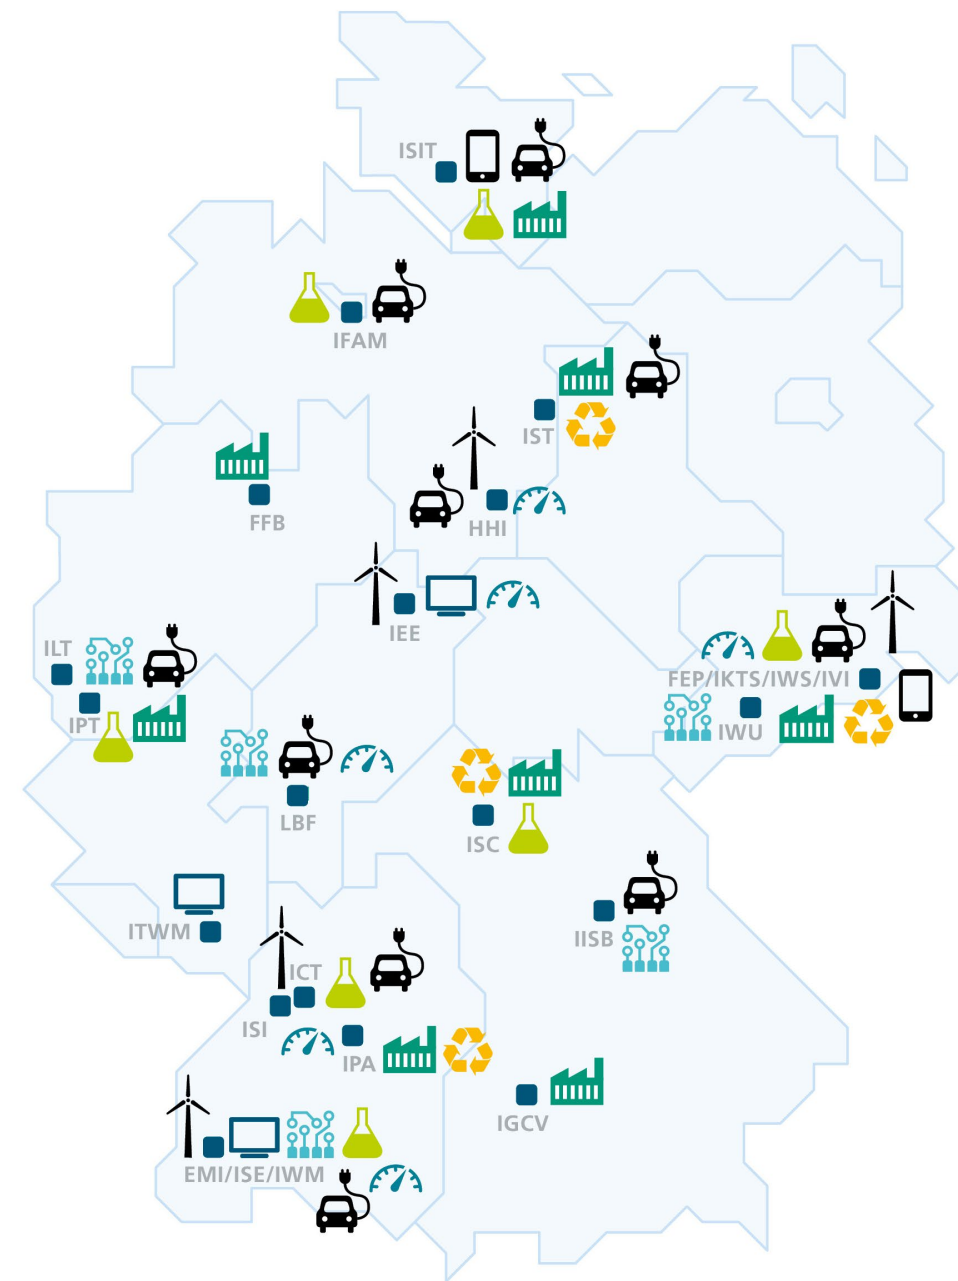 ISIT
IFAM
IST
FFB
HHI
IEE
ILT
FEP/IKTS/IWS/IVI
IPT
IWU
LBF
ISC
ITWM
IISB
ICT
ISI
IPA
IGCV
EMI/ISE/IWM